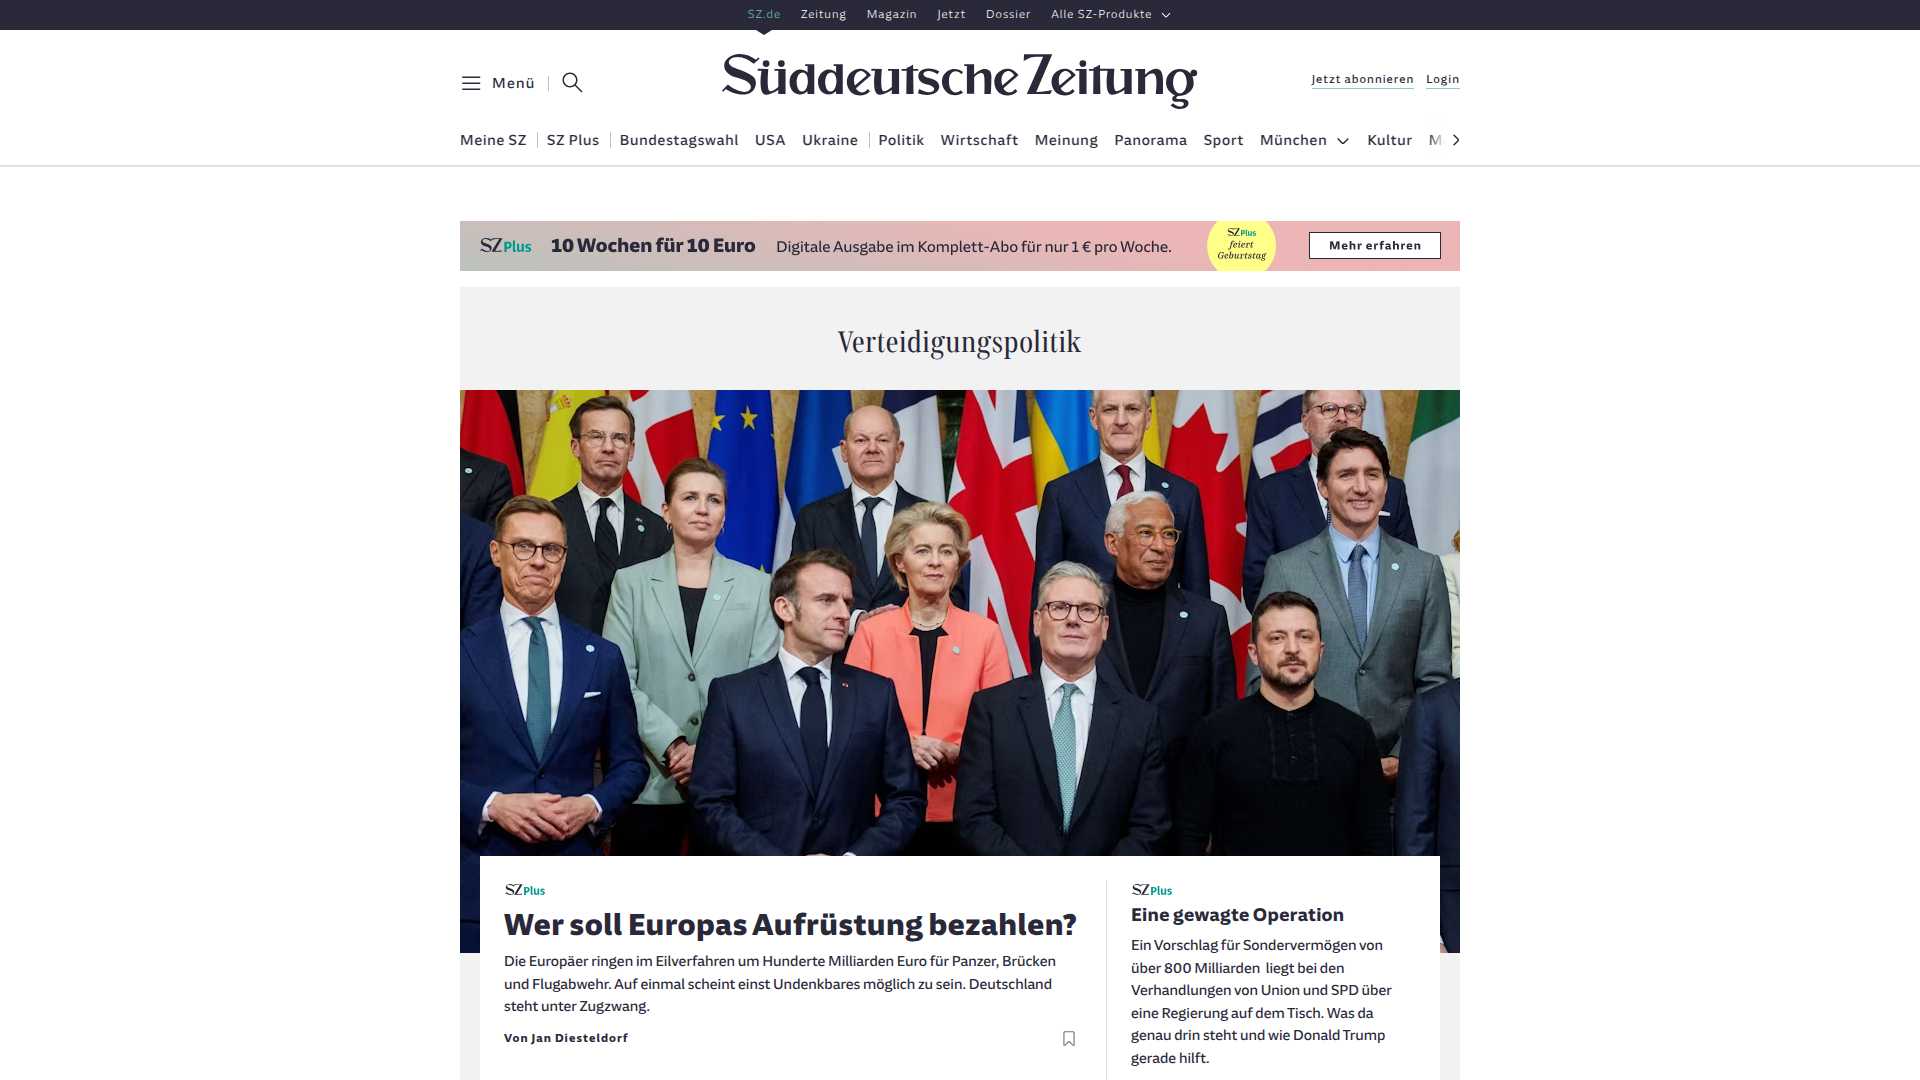 SZ.de Zeitung Magazin Jetzt Dossier Alle SZ-Produkte
Menü
Süddeutsche Zeitung
Jetzt abonnieren Login
Meine SZ SZ Plus Bundestagswahl USA Ukraine Politik Wirtschaft Meinung Panorama Sport München Kultur M
SZ Plus 10 Wochen für 10 Euro Digitale Ausgabe im Komplett-Abo für nur 1 € pro Woche.
SZ Plus
feiert
Geburtstag
Mehr erfahren
Verteidigungspolitik
SZ Plus
Wer soll Europas Aufrüstung bezahlen?
Die Europäer ringen im Eilverfahren um Hunderte Milliarden Euro für Panzer, Brücken
und Flugabwehr. Auf einmal scheint einst Undenkbares möglich zu sein. Deutschland
steht unter Zugzwang.
Von Jan Diesteldorf
SZ Plus
Eine gewagte Operation
Ein Vorschlag für Sondervermögen von
über 800 Milliarden liegt bei den
Verhandlungen von Union und SPD über
eine Regierung auf dem Tisch. Was da
genau drin steht und wie Donald Trump
gerade hilft.